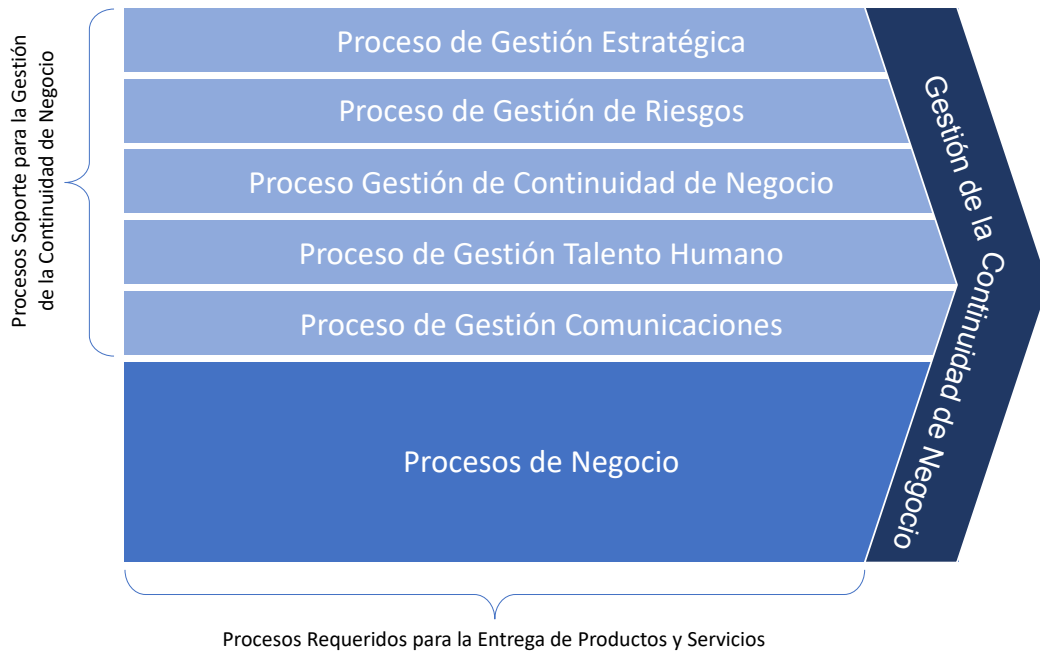 Procesos Soporte para la Gestión
de la Continuidad de Negocio
Proceso de Gestión Estratégica
Proceso de Gestión de Riesgos
Proceso Gestión de Continuidad de Negocio
Proceso de Gestión Talento Humano
Proceso de Gestión Comunicaciones
Procesos de Negocio
Gestión de la Continuidad de Negocio
Procesos Requeridos para la Entrega de Productos y Servicios